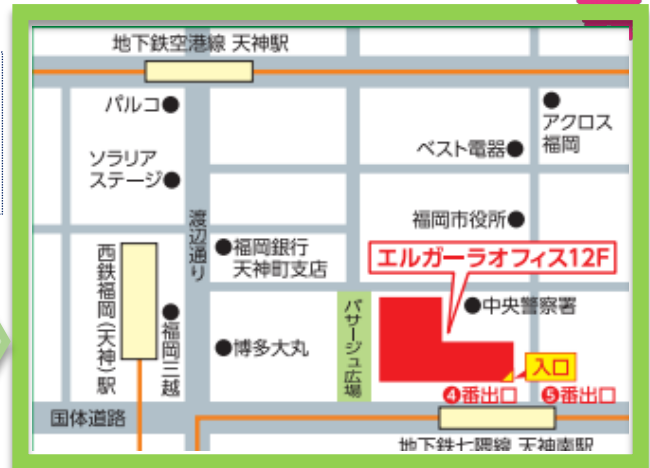 地下鉄空港線 天神駅
パルコ●
●
アクロス
福岡
ベスト電器●
ソラリア
ステージ●
渡辺通り
福岡市役所●
●福岡銀行
天神町支店
エルガーラオフィス12F
西鉄福岡(天神)駅
●福岡三越
●博多大丸
パサージュ広場
●中央警察署
入口
❹番出口
❺番出口
国体道路
地下鉄七隈線 天神南駅